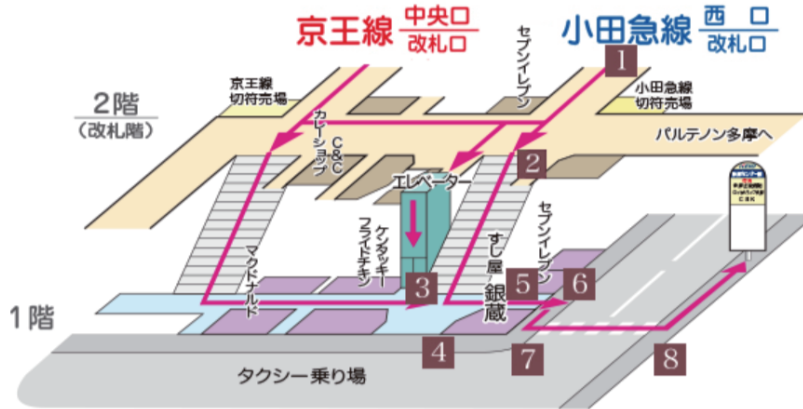 京王線 中央口 改札口
小田急線 西 口 改札口
1
セブンイレブン
京王線
切符売場
小田急線
切符売場
2階
(改札階)
カレーショップ
C&C
パルテノン多摩へ
2
エレベーター
マクドナルド
ケンタッキー
フライドチキン
すし屋 銀蔵
セブンイレブン
3
5
6
1階
4
7
8
タクシー乗り場